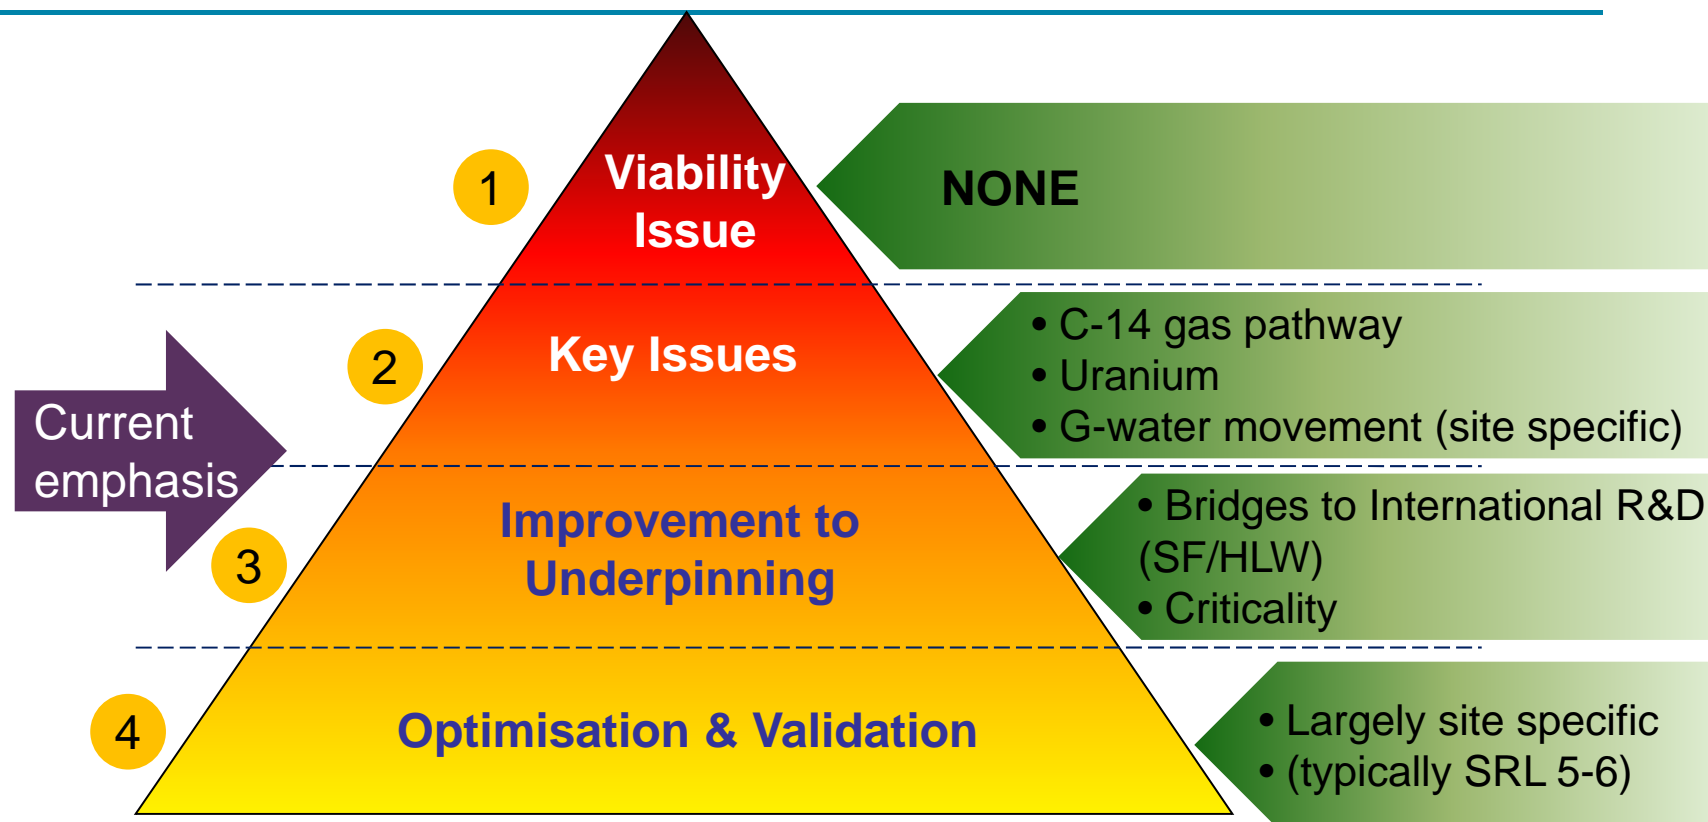 1
Viability
Issue
NONE
2
Key Issues
• C-14 gas pathway
• Uranium
• G-water movement (site specific)
Current
emphasis
3
Improvement to
Underpinning
• Bridges to International R&D
(SF/HLW)
• Criticality
4
Optimisation & Validation
• Largely site specific
• (typically SRL 5-6)